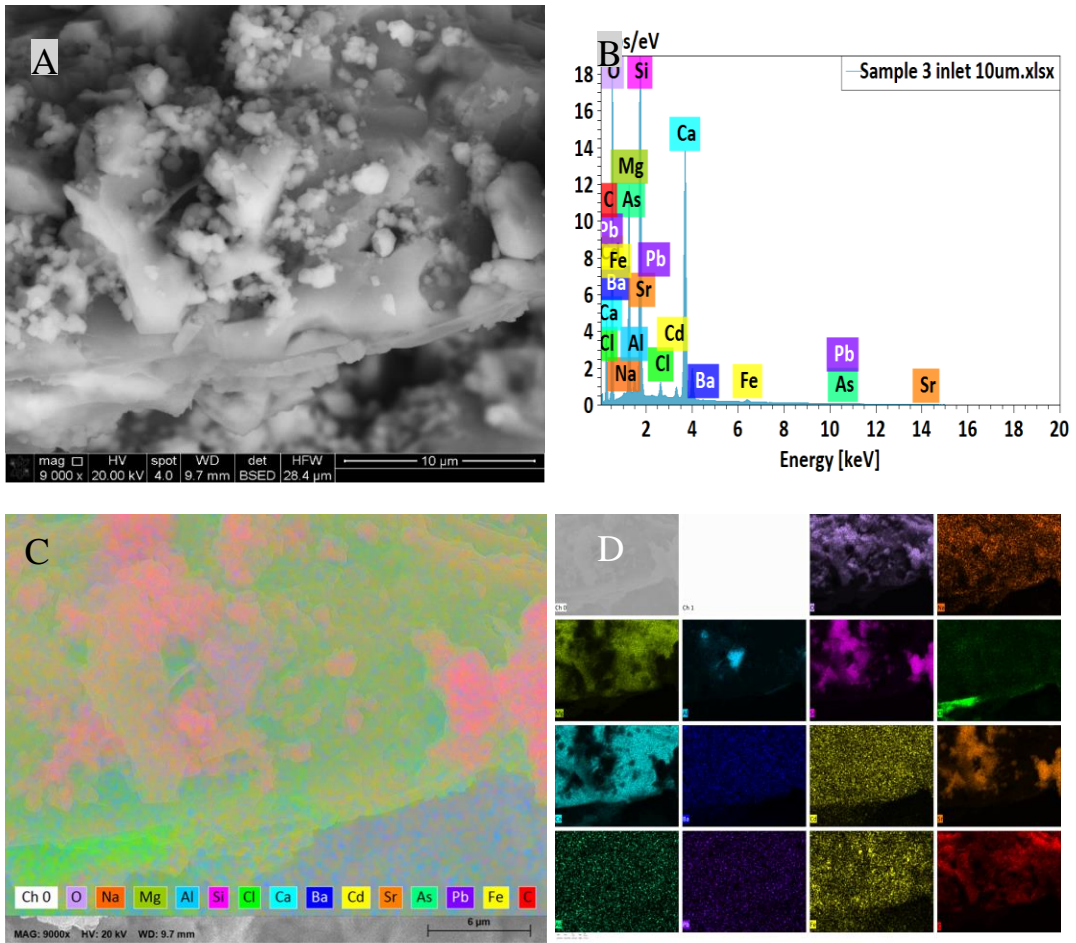 A
mag □ HV spot WD det HFW 10 µm
9 000 x 20.00 kV 4.0 9.7 mm BSED 28.4 µm
B
s/eV
Sample 3 inlet 10um.xlsx
18
16
14
12
10
8
6
4
2
0
O Si
Ca
Mg
C As
Pb
Fe Pb
Ba Sr
Ca
Cl Al Cd
Na Cl
Ba Fe
Pb
As Sr
2 4 6 8 10 12 14 16 18 20
Energy [keV]
C
Ch 0 O Na Mg Al Si Cl Ca Ba Cd Sr As Pb Fe C
MAG: 9000x HV: 20 kV WD: 9.7 mm 6 µm
D
Ch 0 Ch 1